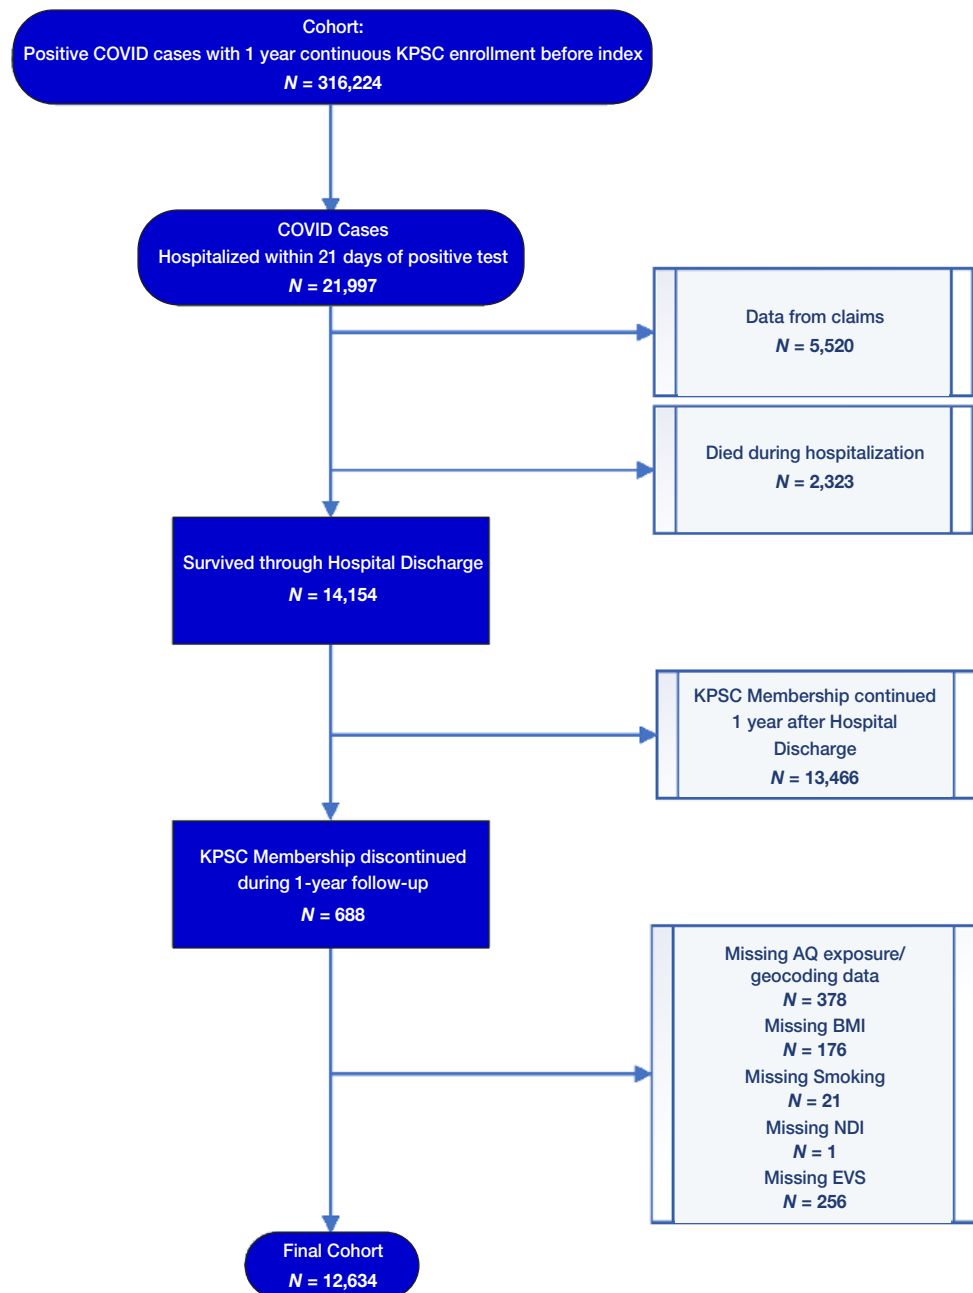 Cohort:
Positive COVID cases with 1 year continuous KPSC enrollment before index
N = 316,224
COVID Cases
Hospitalized within 21 days of positive test
N = 21,997
Data from claims
N = 5,520
Died during hospitalization
N = 2,323
Survived through Hospital Discharge
N = 14,154
KPSC Membership continued
1 year after Hospital
Discharge
N = 13,466
KPSC Membership discontinued
during 1-year follow-up
N = 688
Missing AQ exposure/
geocoding data
N = 378
Missing BMI
N = 176
Missing Smoking
N = 21
Missing NDI
N = 1
Missing EVS
N = 256
Final Cohort
N = 12,634